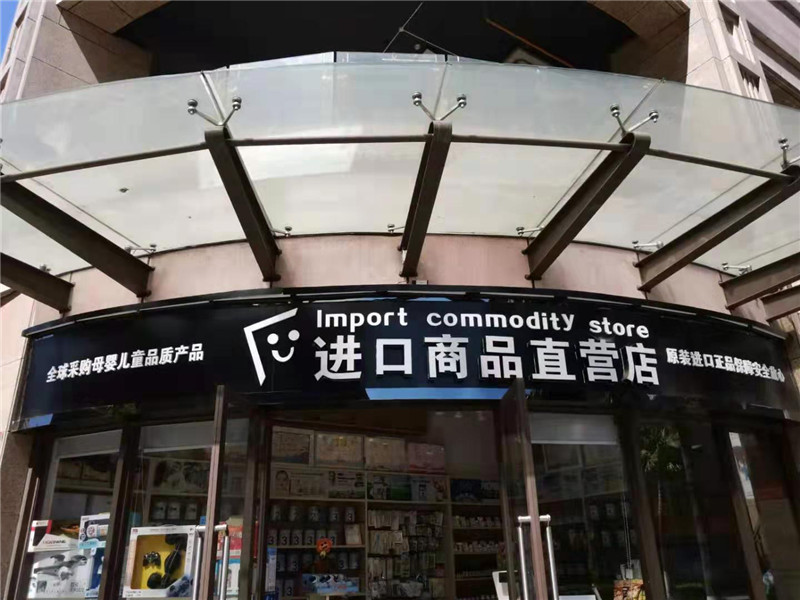 Import commodity store
全球采购母婴儿童品质产品
进口商品直营店
原装进口正品保障安全放心